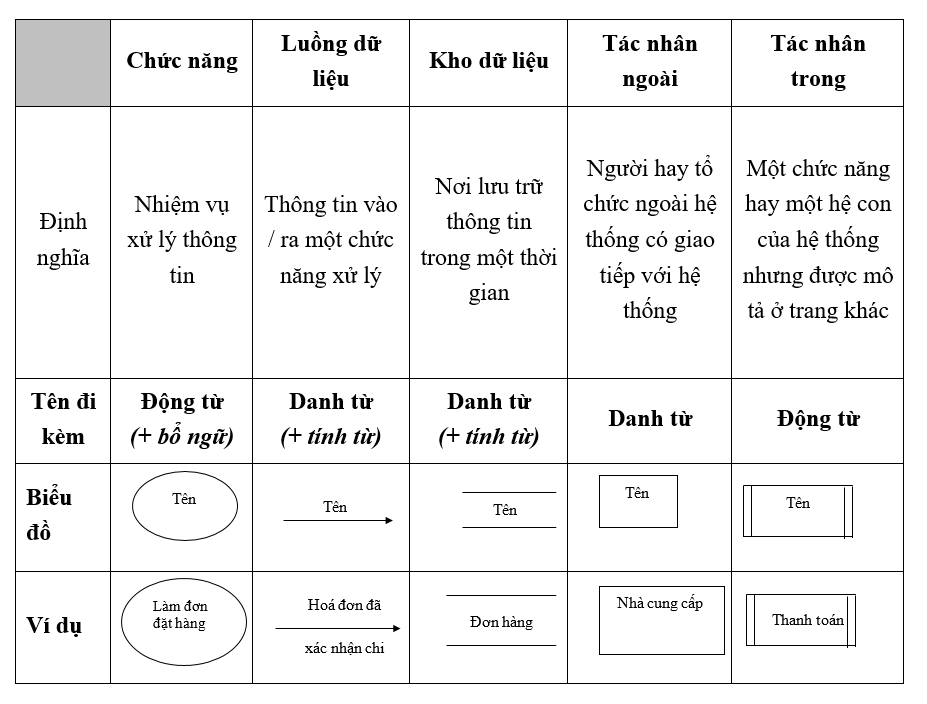 Chức năng
Luồng dữ
liệu
Kho dữ liệu
Tác nhân
ngoài
Tác nhân
trong
Định
nghĩa
Nhiệm vụ
xử lý thông
tin
Thông tin vào
/ ra một chức
năng xử lý
Nơi lưu trữ
thông tin
trong một thời
gian
Người hay tổ
chức ngoài hệ
thống có giao
tiếp với hệ
thống
Một chức năng
hay một hệ con
của hệ thống
nhưng được mô
tả ở trang khác
Tên đi
kèm
Động từ
(+ bổ ngữ)
Danh từ
(+ tính từ)
Danh từ
(+ tính từ)
Danh từ
Động từ
Biểu
đồ
Tên
Tên
Tên
Tên
Tên
Ví dụ
Làm đơn
đặt hàng
Hoá đơn đã
xác nhận chi
Đơn hàng
Nhà cung cấp
Thanh toán